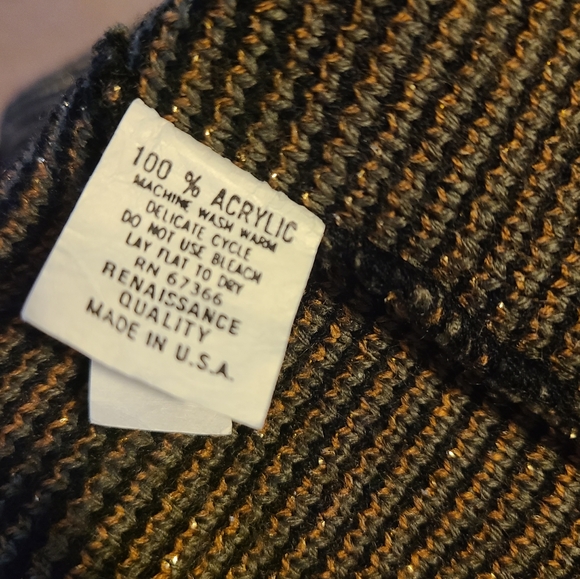 100 % ACRYLIC
MACHINE WASH WARM
DELICATE CYCLE
DO NOT USE BLEACH
LAY FLAT TO DRY
RN 67366
RENAISSANCE
QUALITY
MADE IN U.S.A.